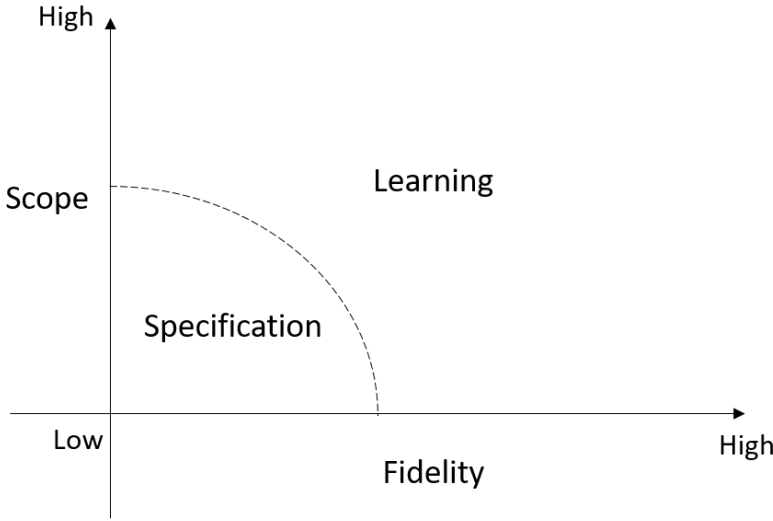 High
Learning
Scope
Specification
Low
High
Fidelity